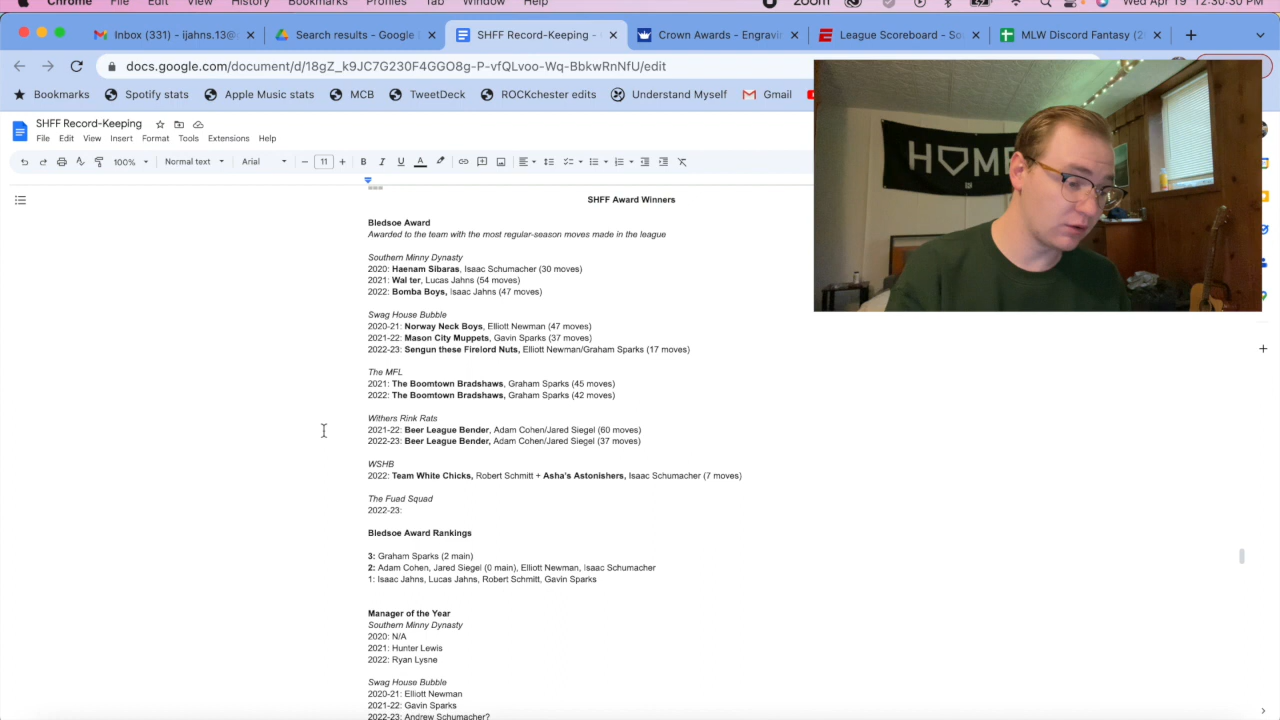 Chrome File Edit View History Bookmarks Profiles Tab Window Help zoom Wed Apr 19 12:30:30 PM
Inbox (331) - ijahns.13@ Search results - Google SHFF Record-Keeping - Crown Awards - Engravin League Scoreboard - So MLW Discord Fantasy (2
docs.google.com/document/d/18gZ_k9JC7G230F4GGO8g-P-vfQLvoo-Wq-BbkwRnNfU/edit
Bookmarks Spotify stats Apple Music stats MCB TweetDeck ROCKchester edits Understand Myself Gmail
SHFF Record-Keeping
File Edit View Insert Format Tools Extensions Help
100% Normal text Arial 11 B I U A
HOME
SHFF Award Winners
Bledsoe Award
Awarded to the team with the most regular-season moves made in the league
Southern Minny Dynasty
2020: Haenam Sibaras, Isaac Schumacher (30 moves)
2021: Wal ter, Lucas Jahns (54 moves)
2022: Bomba Boys, Isaac Jahns (47 moves)
Swag House Bubble
2020-21: Norway Neck Boys, Elliott Newman (47 moves)
2021-22: Mason City Muppets, Gavin Sparks (37 moves)
2022-23: Sengun these Firelord Nuts, Elliott Newman/Graham Sparks (17 moves)
The MFL
2021: The Boomtown Bradshaws, Graham Sparks (45 moves)
2022: The Boomtown Bradshaws, Graham Sparks (42 moves)
Withers Rink Rats
2021-22: Beer League Bender, Adam Cohen/Jared Siegel (60 moves)
2022-23: Beer League Bender, Adam Cohen/Jared Siegel (37 moves)
WSHB
2022: Team White Chicks, Robert Schmitt + Asha's Astonishers, Isaac Schumacher (7 moves)
The Fuad Squad
2022-23:
Bledsoe Award Rankings
3: Graham Sparks (2 main)
2: Adam Cohen, Jared Siegel (0 main), Elliott Newman, Isaac Schumacher
1: Isaac Jahns, Lucas Jahns, Robert Schmitt, Gavin Sparks
Manager of the Year
Southern Minny Dynasty
2020: N/A
2021: Hunter Lewis
2022: Ryan Lysne
Swag House Bubble
2020-21: Elliott Newman
2021-22: Gavin Sparks
2022-23: Andrew Schumacher?